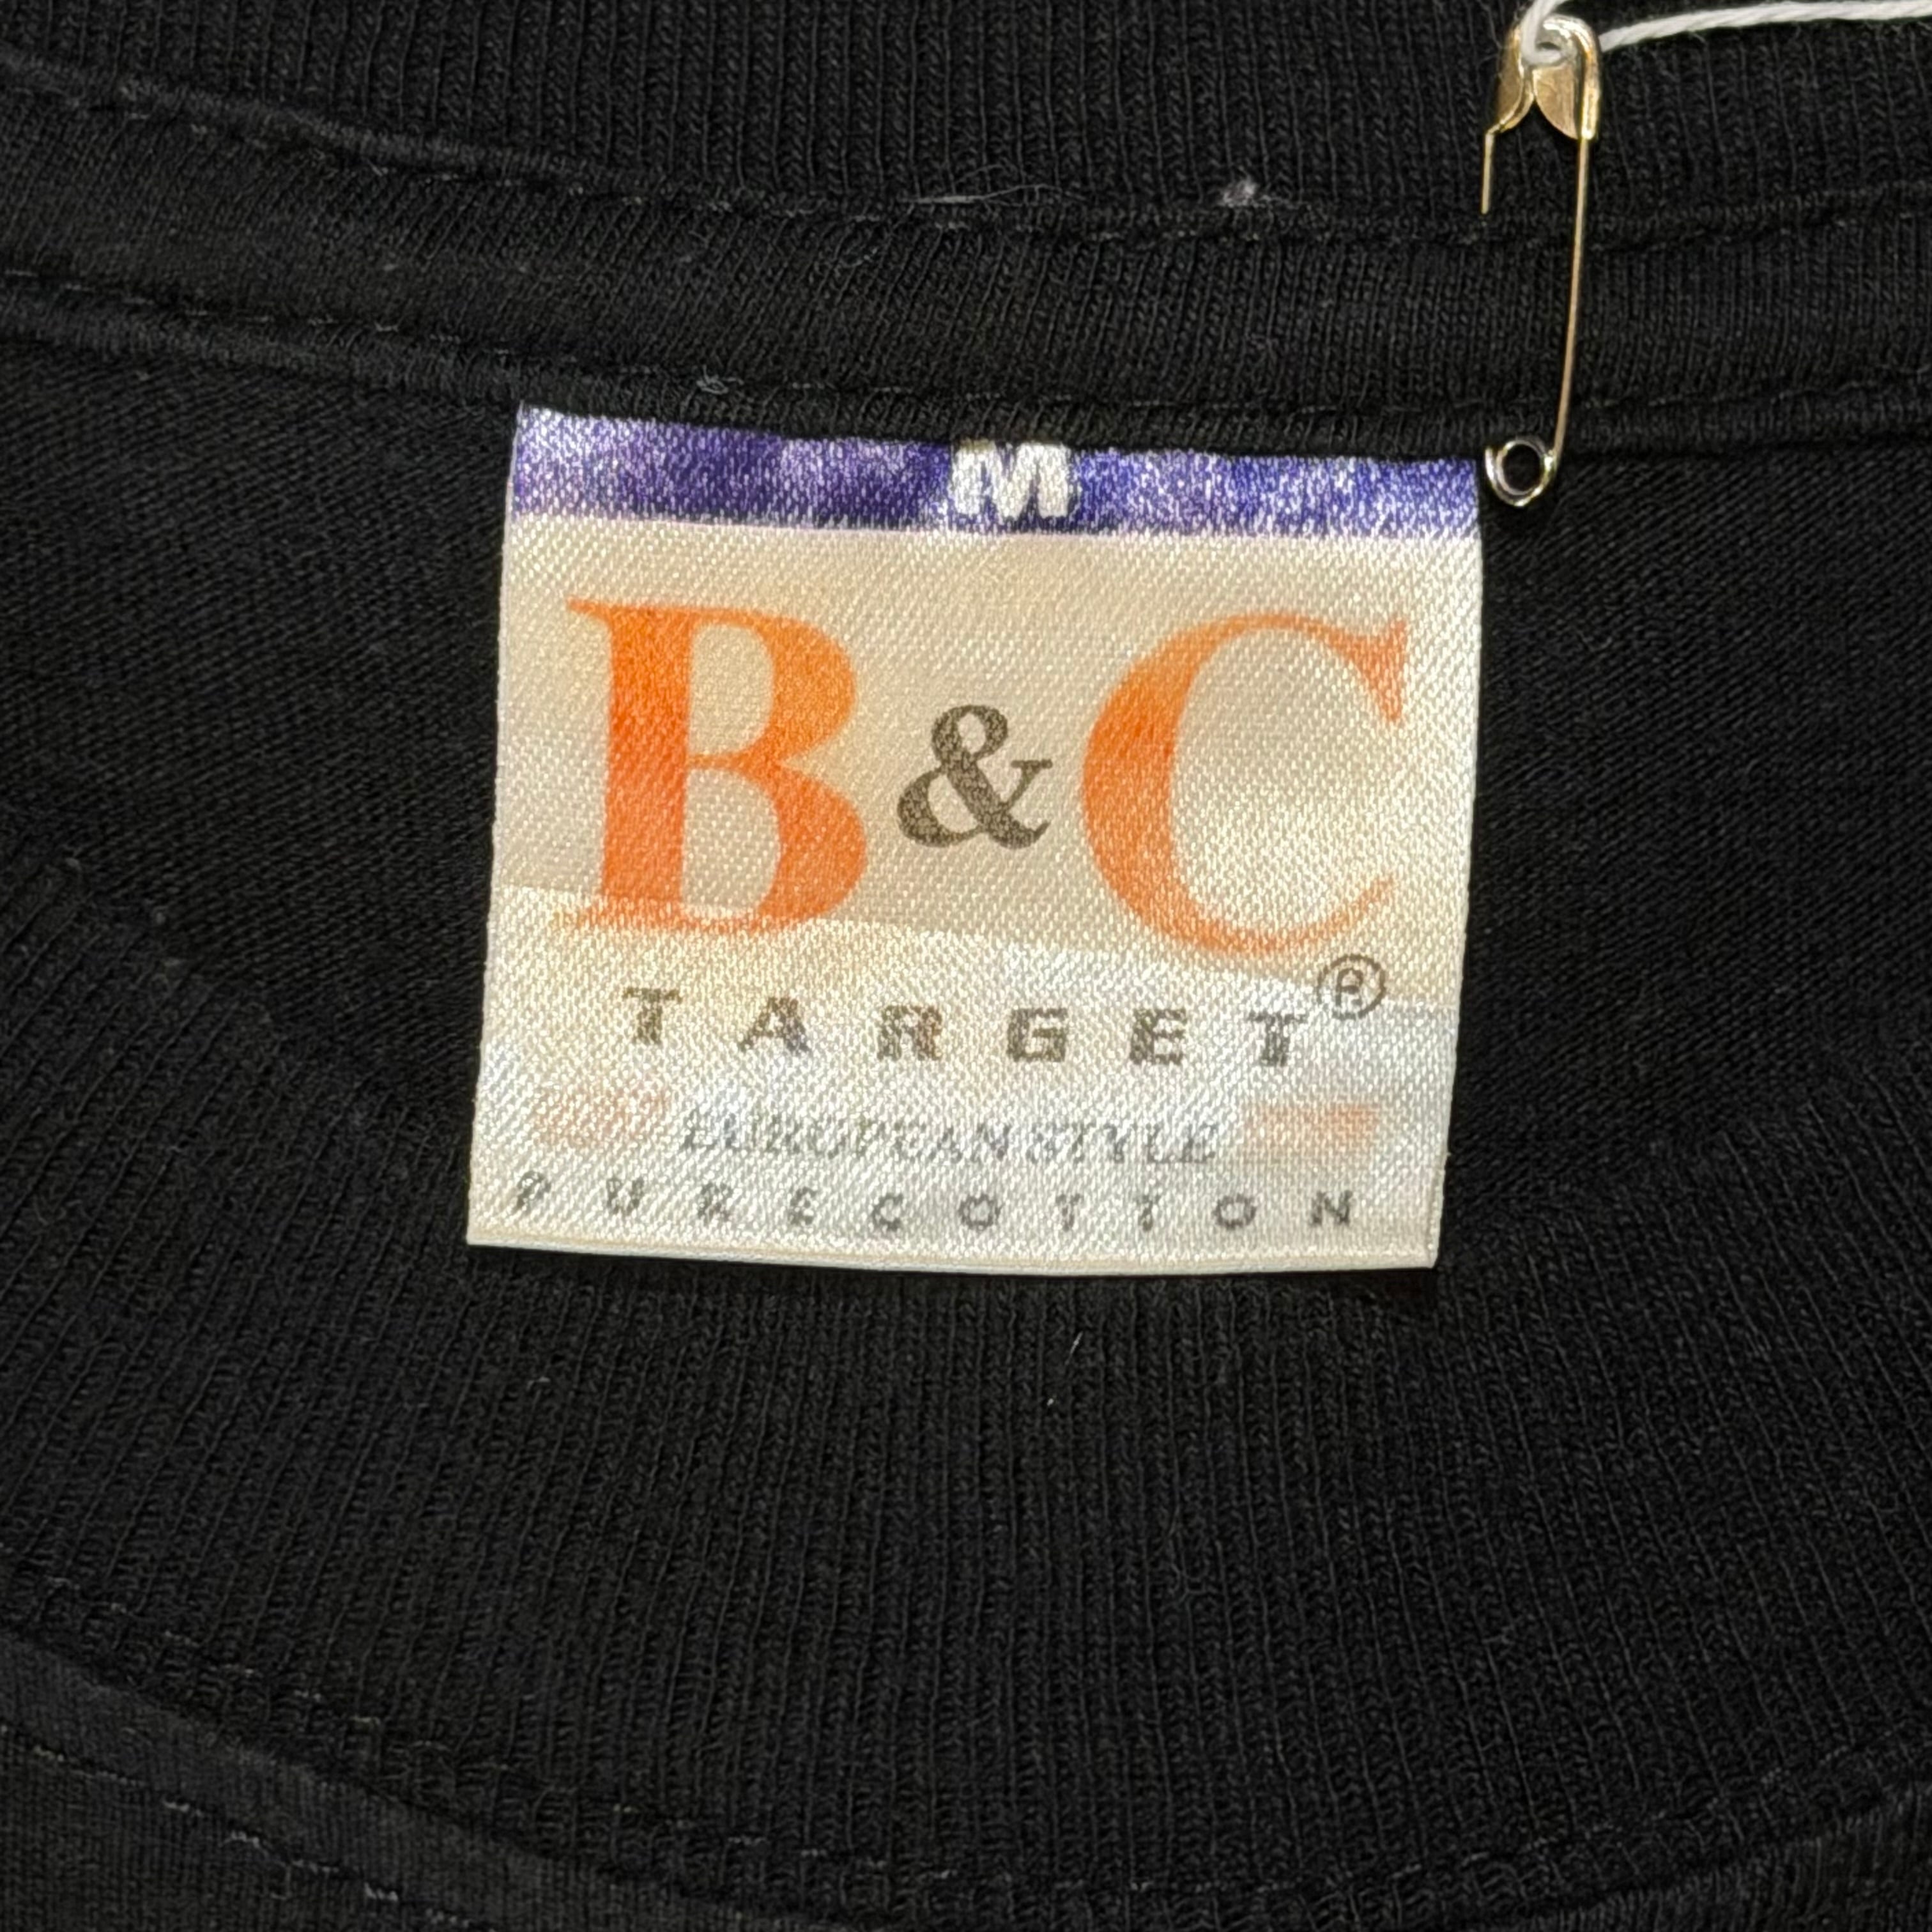 M
B & C
TARGET®
EUROPEAN STYLE
PURE COTTON